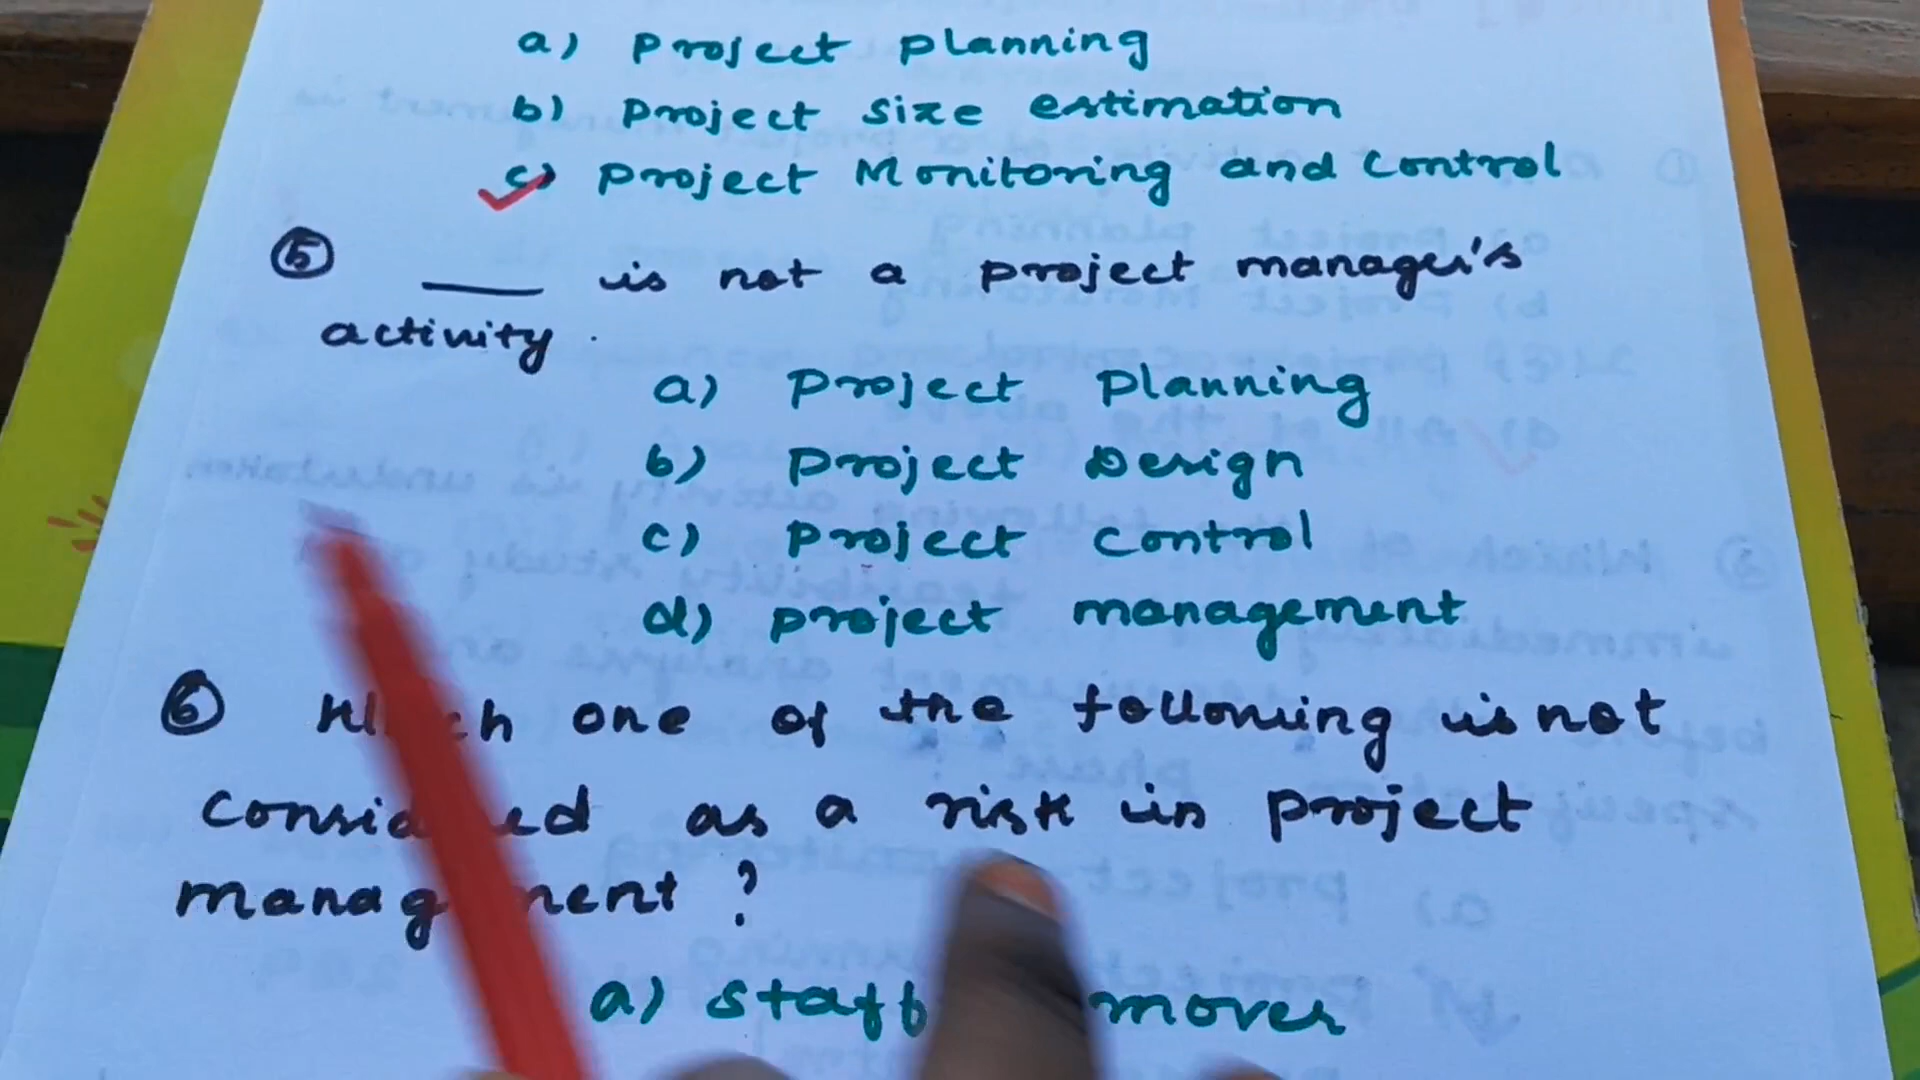 a) Project planning
b) Project size estimation
c) Project Monitoring and Control
5 ___ is not a project manager's
activity.
a) Project Planning
b) Project Design
c) Project Control
d) project management
6 Which one of the following is not
considered as a risk in project
management?
a) staff